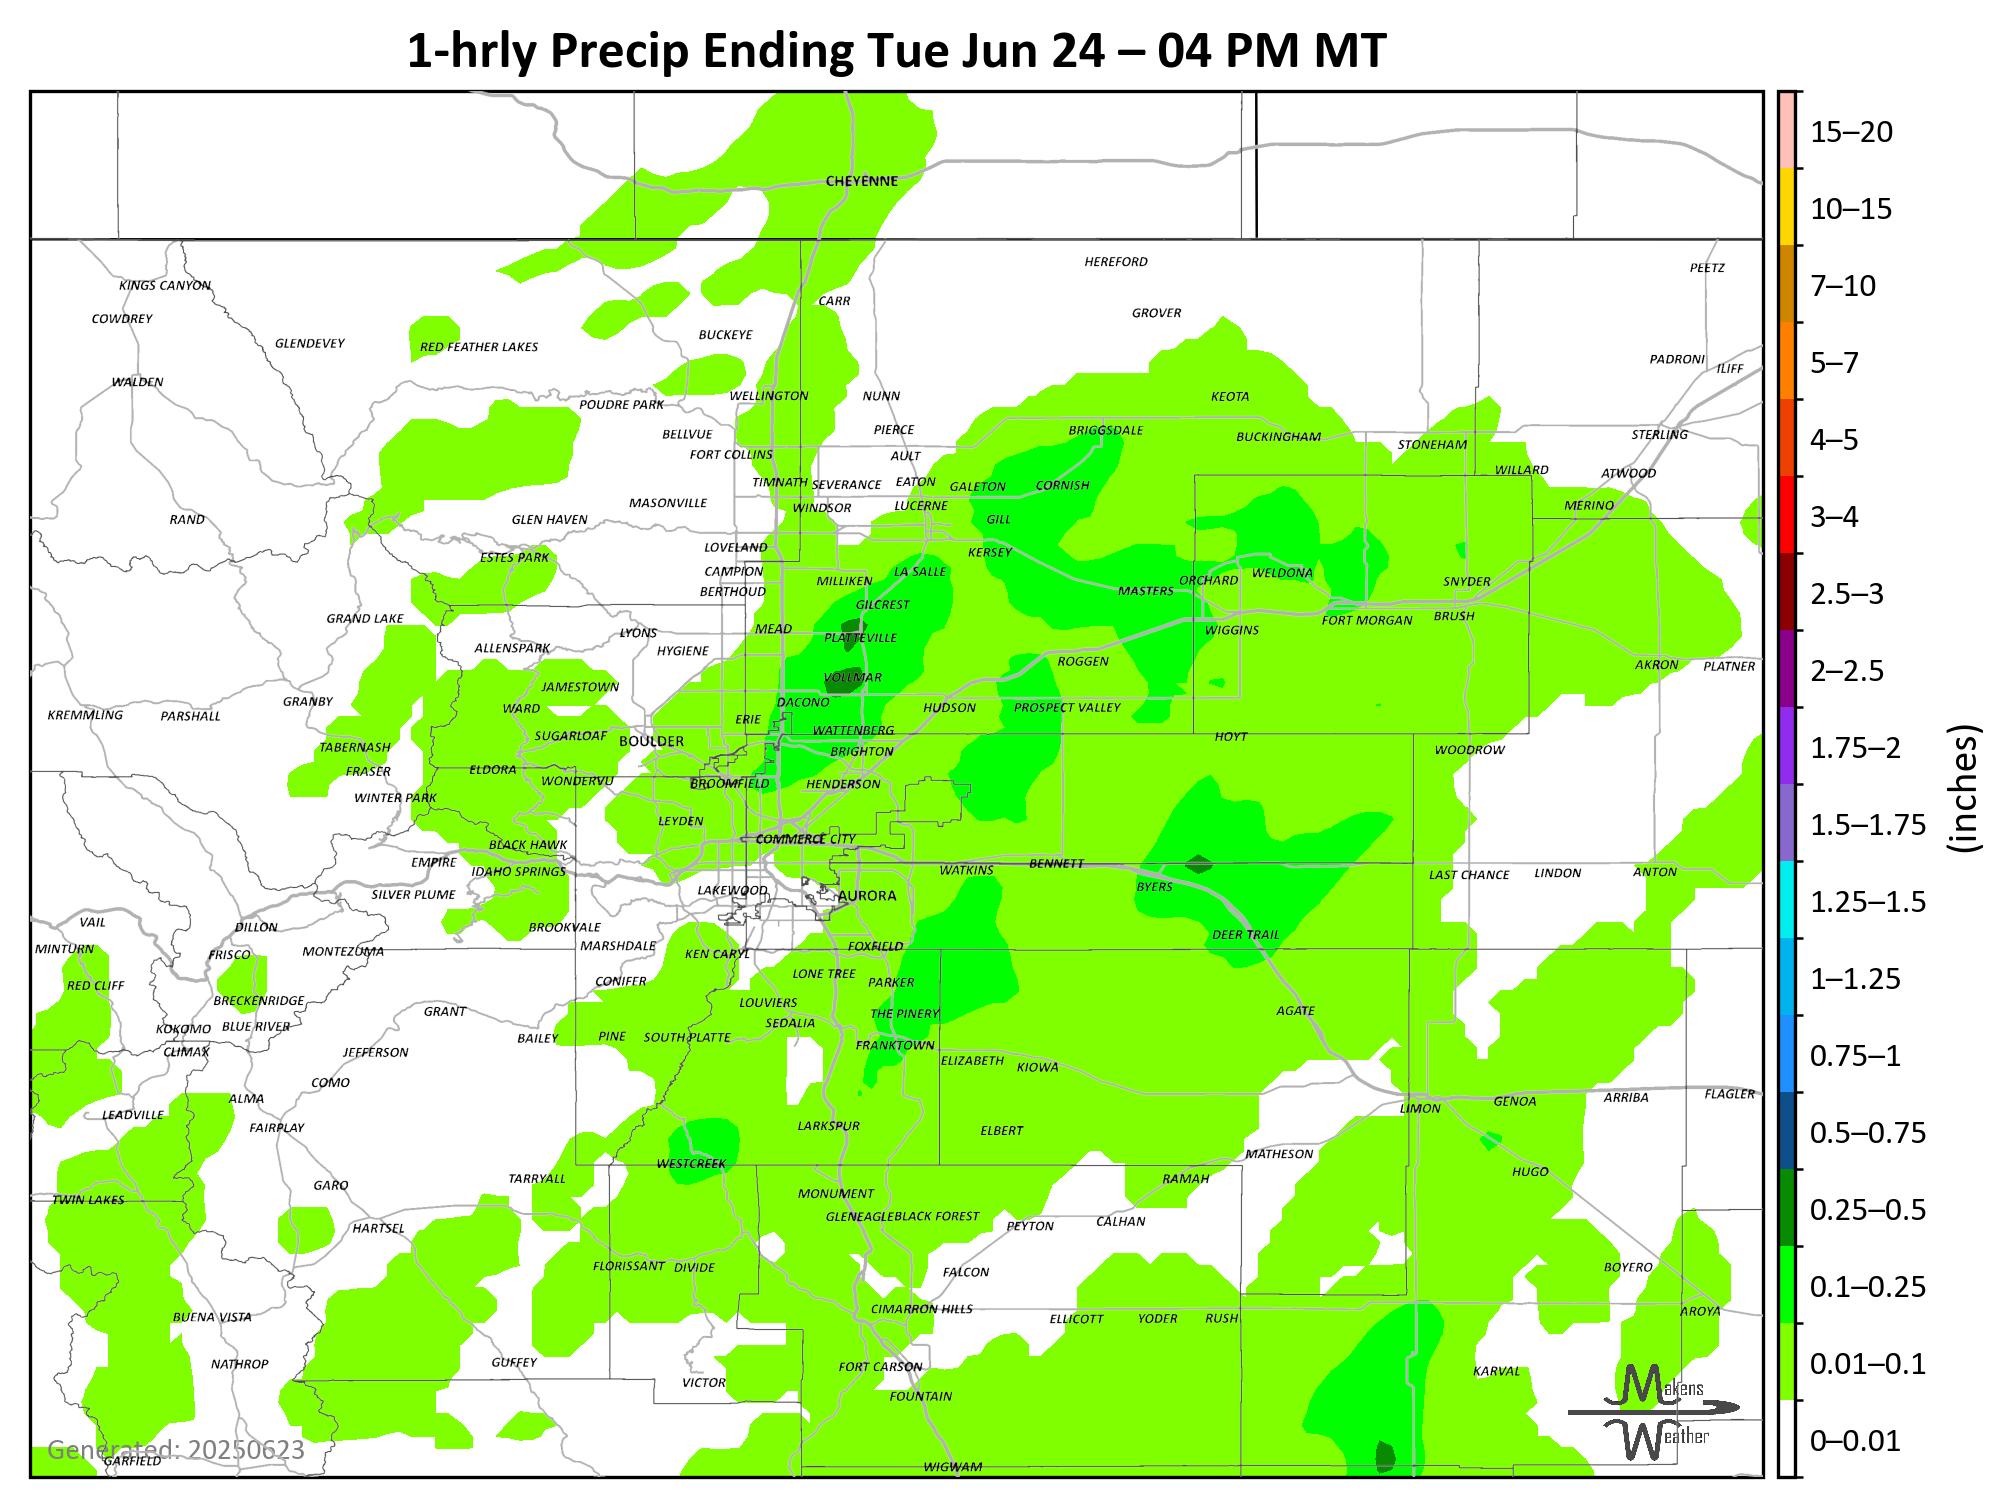 1-hrly Precip Ending Tue Jun 24 – 04 PM MT
CHEYENNE
HEREFORD
PEETZ
KINGS CANYON
CARR
GROVER
COWDREY
BUCKEYE
GLENDEVEY
RED FEATHER LAKES
PADRONI
ILIFF
WALDEN
WELLINGTON
NUNN
KEOTA
POUDRE PARK
BELLVUE
PIERCE
BRIGGSDALE
BUCKINGHAM
STERLING
STONEHAM
FORT COLLINS
AULT
WILLARD
ATWOOD
TIMNATH
SEVERANCE
EATON
GALETON
CORNISH
MASONVILLE
WINDSOR
LUCERNE
MERINO
RAND
GLEN HAVEN
GILL
LOVELAND
KERSEY
ESTES PARK
CAMPION
LA SALLE
MILLIKEN
ORCHARD
WELDONA
SNYDER
BERTHOUD
MASTERS
GILCREST
GRAND LAKE
FORT MORGAN
BRUSH
LYONS
MEAD
PLATTEVILLE
WIGGINS
ALLENSPARK
HYGIENE
ROGGEN
AKRON
PLATNER
VOLLMAR
JAMESTOWN
GRANBY
DACONO
WARD
HUDSON
PROSPECT VALLEY
KREMMLING
PARSHALL
ERIE
SUGARLOAF
BOULDER
WATTENBERG
HOYT
TABERNASH
BRIGHTON
WOODROW
FRASER
ELDORA
WONDERVU
BROOMFIELD
HENDERSON
WINTER PARK
LEYDEN
COMMERCE CITY
BLACK HAWK
EMPIRE
IDAHO SPRINGS
WATKINS
BENNETT
LAST CHANCE
LINDON
ANTON
SILVER PLUME
LAKEWOOD
AURORA
BYERS
VAIL
DILLON
BROOKVALE
DEER TRAIL
MINTURN
FRISCO
MONTEZUMA
MARSHDALE
KEN CARYL
FOXFIELD
RED CLIFF
CONIFER
LONE TREE
PARKER
BRECKENRIDGE
GRANT
LOUVIERS
THE PINERY
AGATE
KOKOMO
BLUE RIVER
SEDALIA
BAILEY
PINE
SOUTH PLATTE
CLIMAX
JEFFERSON
FRANKTOWN
ELIZABETH
KIOWA
COMO
ALMA
LEADVILLE
LIMON
GENOA
ARRIBA
FLAGLER
FAIRPLAY
LARKSPUR
ELBERT
WESTCREEK
MATHESON
HUGO
TARRYALL
RAMAH
GARO
MONUMENT
TWIN LAKES
HARTSEL
GLENEAGLE
BLACK FOREST
PEYTON
CALHAN
FLORISSANT
DIVIDE
FALCON
BOYERO
BUENA VISTA
CIMARRON HILLS
ELLICOTT
YODER
RUSH
AROYA
NATHROP
GUFFEY
FORT CARSON
KARVAL
VICTOR
FOUNTAIN
GARFIELD
WIGWAM
Generated: 20250623
Makens
Weather
15–20
10–15
7–10
5–7
4–5
3–4
2.5–3
2–2.5
1.75–2
1.5–1.75
1.25–1.5
1–1.25
0.75–1
0.5–0.75
0.25–0.5
0.1–0.25
0.01–0.1
0–0.01
(inches)